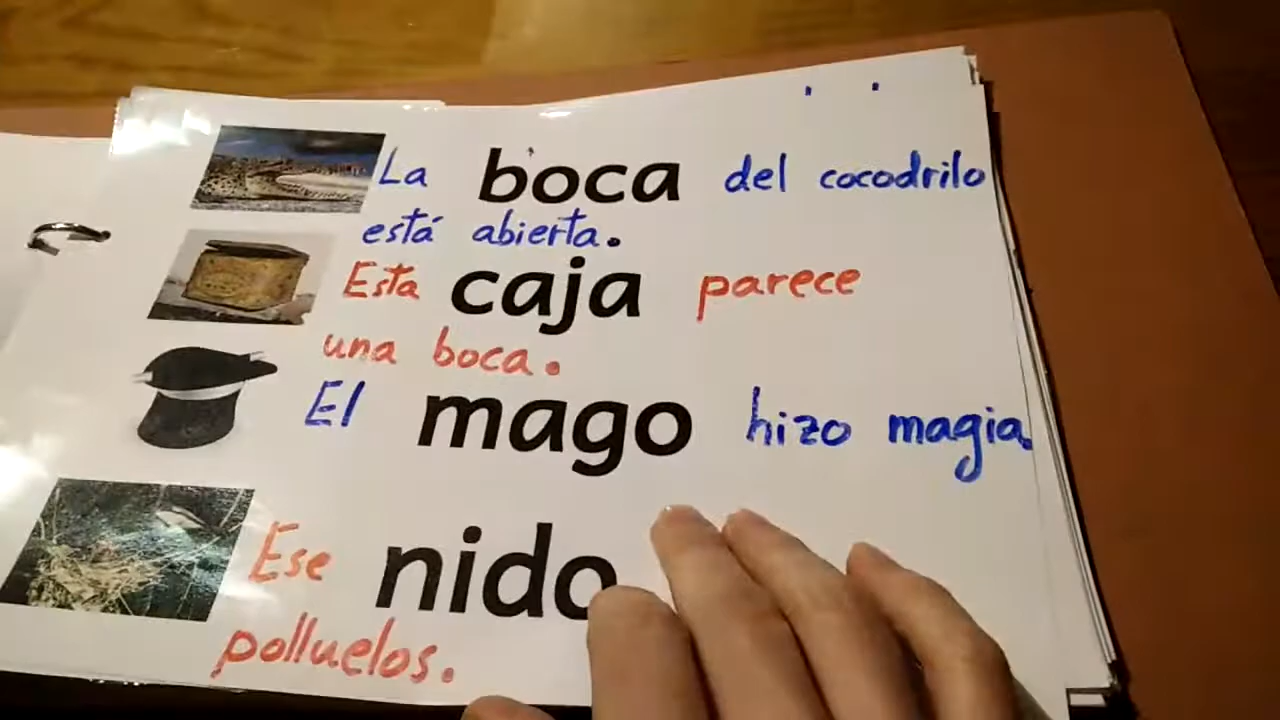 La boca del cocodrilo
está abierta.
Esta caja parece
una boca.
El mago hizo magia.
Ese nido
polluelos.